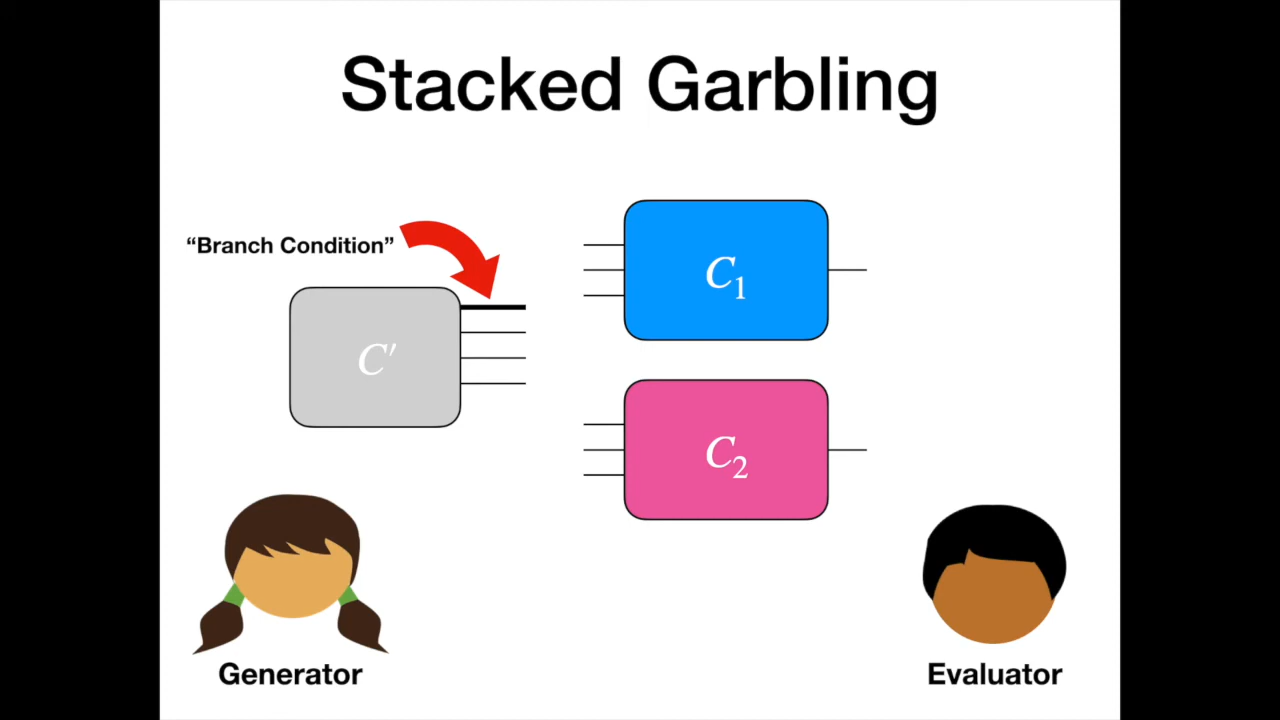 Stacked Garbling
“Branch Condition”
C′
C₁
C₂
Generator
Evaluator